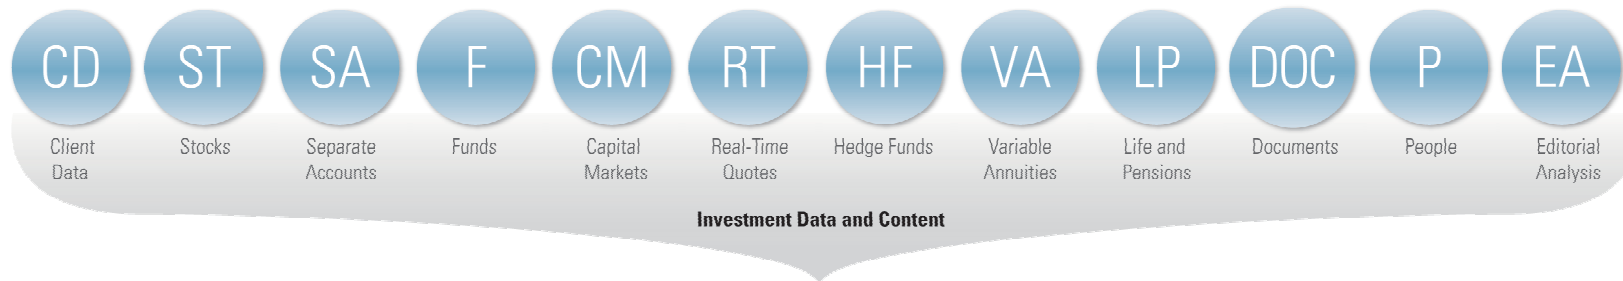 CD ST SA F CM RT HF VA LP DOC P EA
Client Stocks Separate Funds Capital Real-Time Hedge Funds Variable Life and Documents People Editorial
Data Accounts Markets Quotes Annuities Pensions Analysis
Investment Data and Content